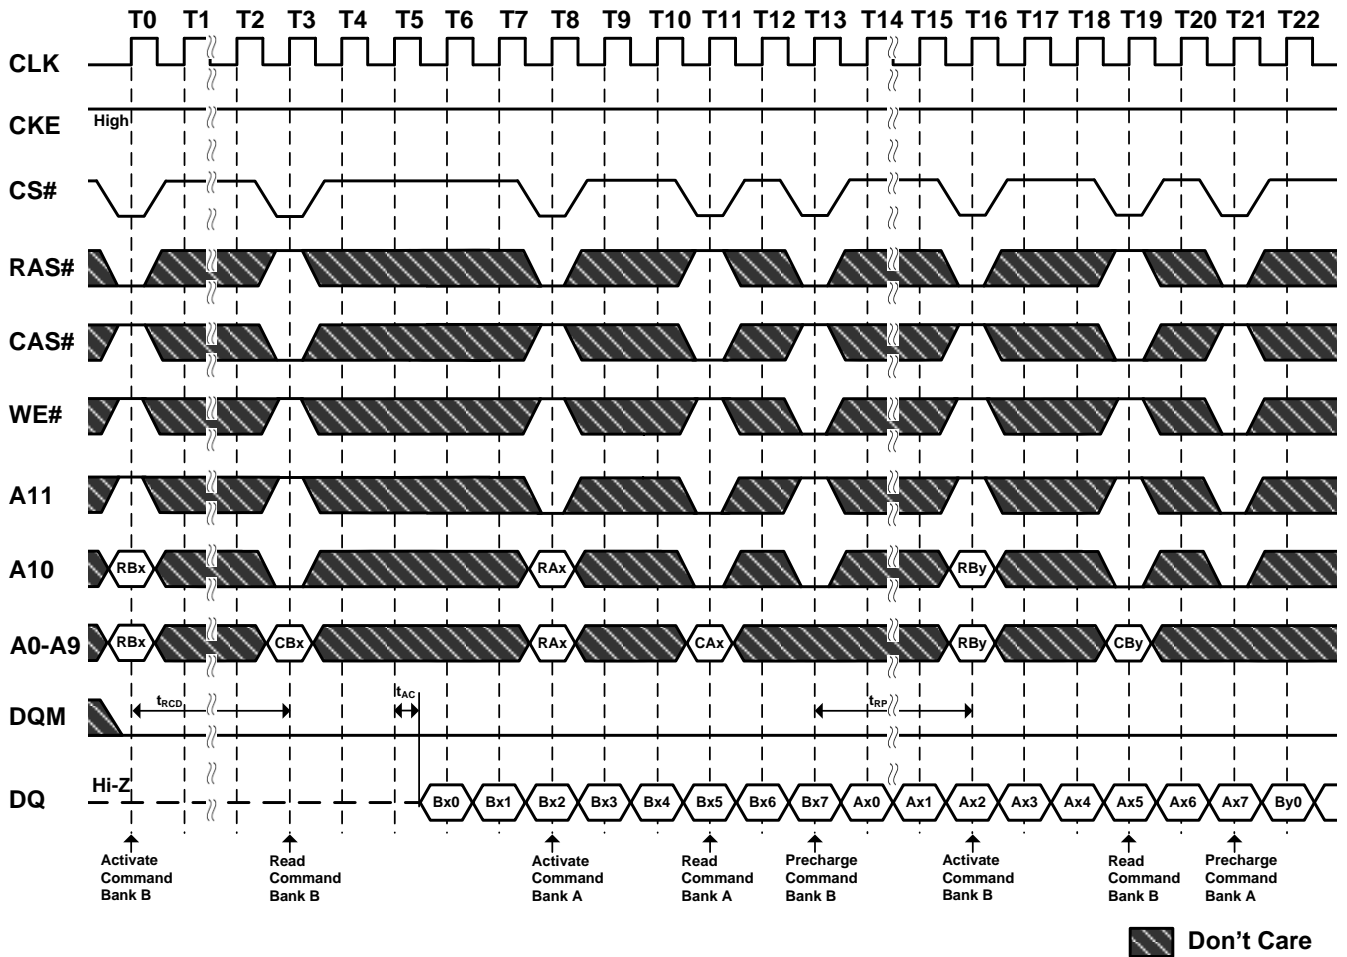 T0 T1 T2 T3 T4 T5 T6 T7 T8 T9 T10 T11 T12 T13 T14 T15 T16 T17 T18 T19 T20 T21 T22
CLK
CKE High
CS#
RAS#
CAS#
WE#
A11
A10 RBx RAx RBy
A0-A9 RBx CBx RAx CAx RBy CBy
DQM tRCD tAC tRP
DQ Hi-Z Bx0 Bx1 Bx2 Bx3 Bx4 Bx5 Bx6 Bx7 Ax0 Ax1 Ax2 Ax3 Ax4 Ax5 Ax6 Ax7 By0
Activate
Command
Bank B
Read
Command
Bank B
Activate
Command
Bank A
Read
Command
Bank A
Precharge
Command
Bank B
Activate
Command
Bank B
Read
Command
Bank B
Precharge
Command
Bank A
Don't Care